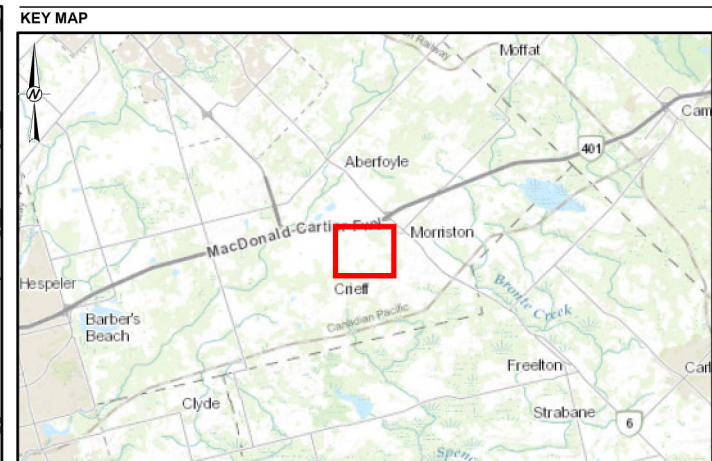 KEY MAP
Railway
Moffat
N
Cam
401
Aberfoyle
MacDonald-Cartier Fwy
Morriston
Hespeler
Crieff
Bronte Creek
Barber's
Beach
Canadian Pacific
Freelton
Carl
Clyde
Strabane
6
Spenc